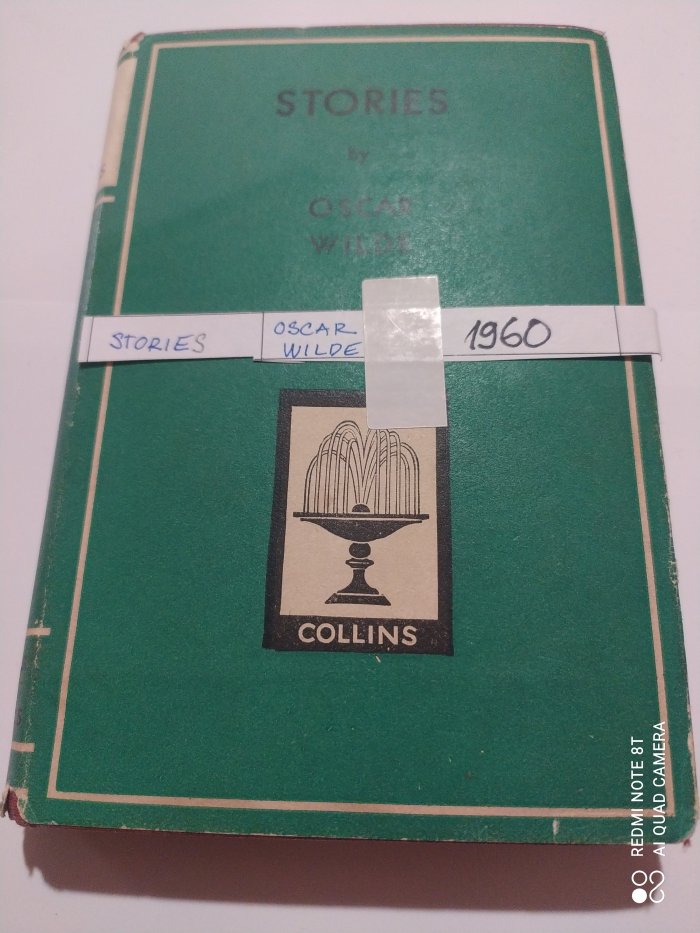 STORIES
by
OSCAR
WILDE
STORIES
OSCAR
WILDE
1960
COLLINS
REDMI NOTE 8T
AI QUAD CAMERA